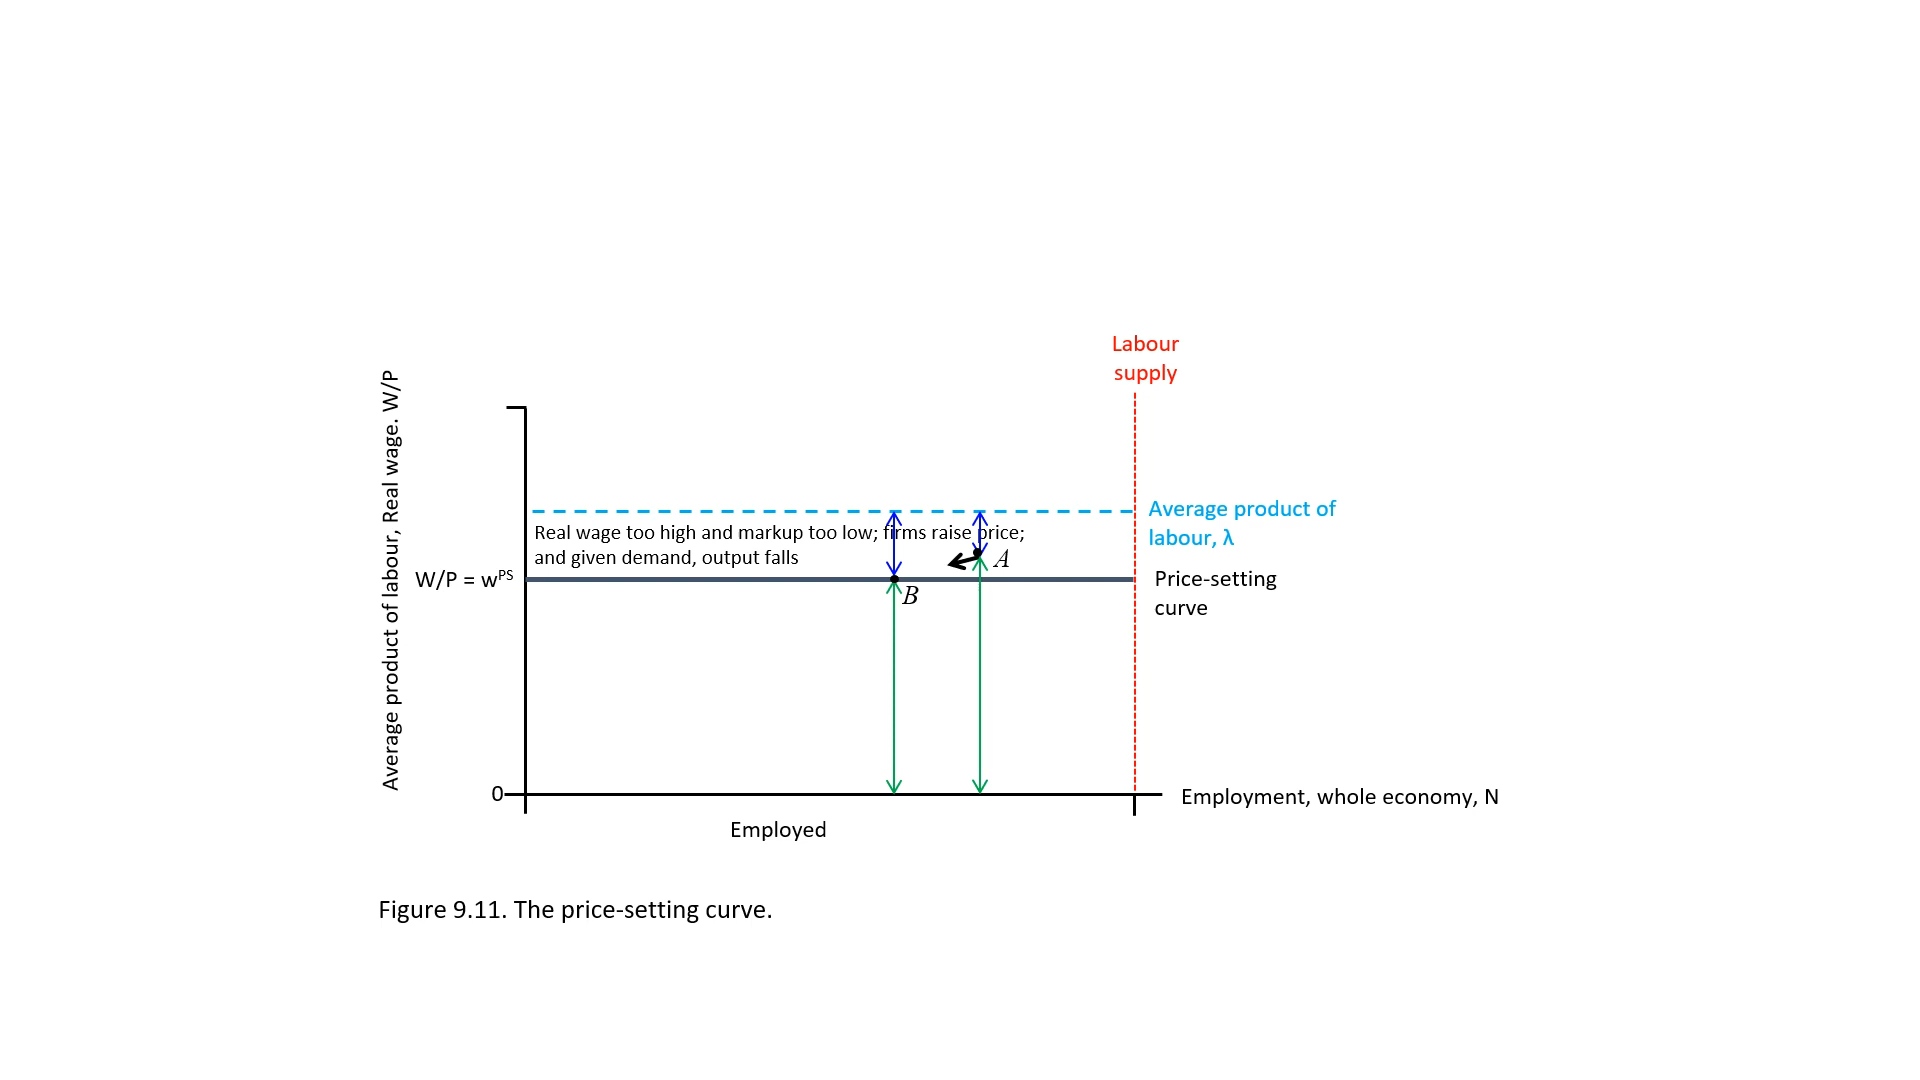 Labour
supply
Average product of labour, Real wage. W/P
Average product of
labour, λ
Real wage too high and markup too low; firms raise price;
and given demand, output falls
A
W/P = wPS
Price-setting
curve
B
0
Employment, whole economy, N
Employed
Figure 9.11. The price-setting curve.